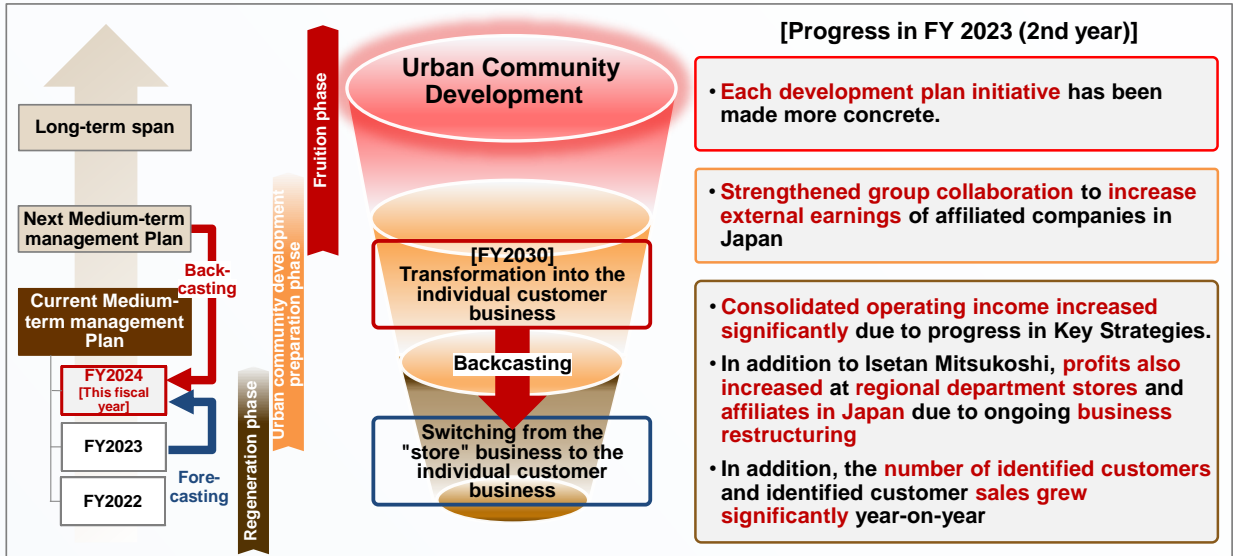 Long-term span
Next Medium-term
management Plan
Back-
casting
Current Medium-
term management
Plan
FY2024
[This fiscal
year]
FY2023
FY2022
Fore-
casting
Regeneration phase
Urban community development
preparation phase
Fruition phase
Urban Community
Development
[FY2030]
Transformation into the
individual customer
business
Backcasting
Switching from the
"store" business to the
individual customer
business
[Progress in FY 2023 (2nd year)]
• Each development plan initiative has been
made more concrete.
• Strengthened group collaboration to increase
external earnings of affiliated companies in
Japan
• Consolidated operating income increased
significantly due to progress in Key Strategies.
• In addition to Isetan Mitsukoshi, profits also
increased at regional department stores and
affiliates in Japan due to ongoing business
restructuring
• In addition, the number of identified customers
and identified customer sales grew
significantly year-on-year